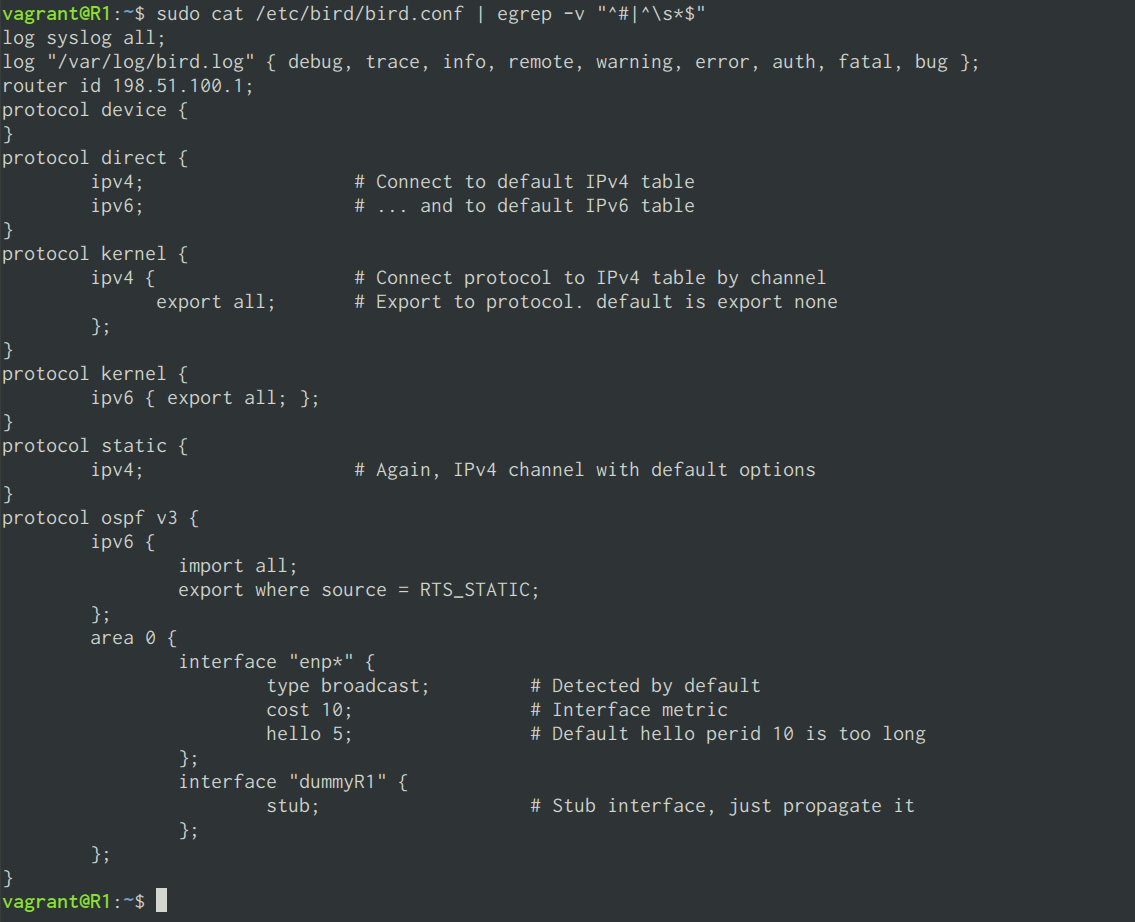 vagrant@R1:~$ sudo cat /etc/bird/bird.conf | egrep -v "^#|^\s*$"
log syslog all;
log "/var/log/bird.log" { debug, trace, info, remote, warning, error, auth, fatal, bug };
router id 198.51.100.1;
protocol device {
}
protocol direct {
        ipv4;                   # Connect to default IPv4 table
        ipv6;                   # ... and to default IPv6 table
}
protocol kernel {
        ipv4 {                  # Connect protocol to IPv4 table by channel
              export all;       # Export to protocol. default is export none
        };
}
protocol kernel {
        ipv6 { export all; };
}
protocol static {
        ipv4;                   # Again, IPv4 channel with default options
}
protocol ospf v3 {
        ipv6 {
                import all;
                export where source = RTS_STATIC;
        };
        area 0 {
                interface "enp*" {
                        type broadcast;         # Detected by default
                        cost 10;                # Interface metric
                        hello 5;                # Default hello perid 10 is too long
                };
                interface "dummyR1" {
                        stub;                   # Stub interface, just propagate it
                };
        };
}
vagrant@R1:~$